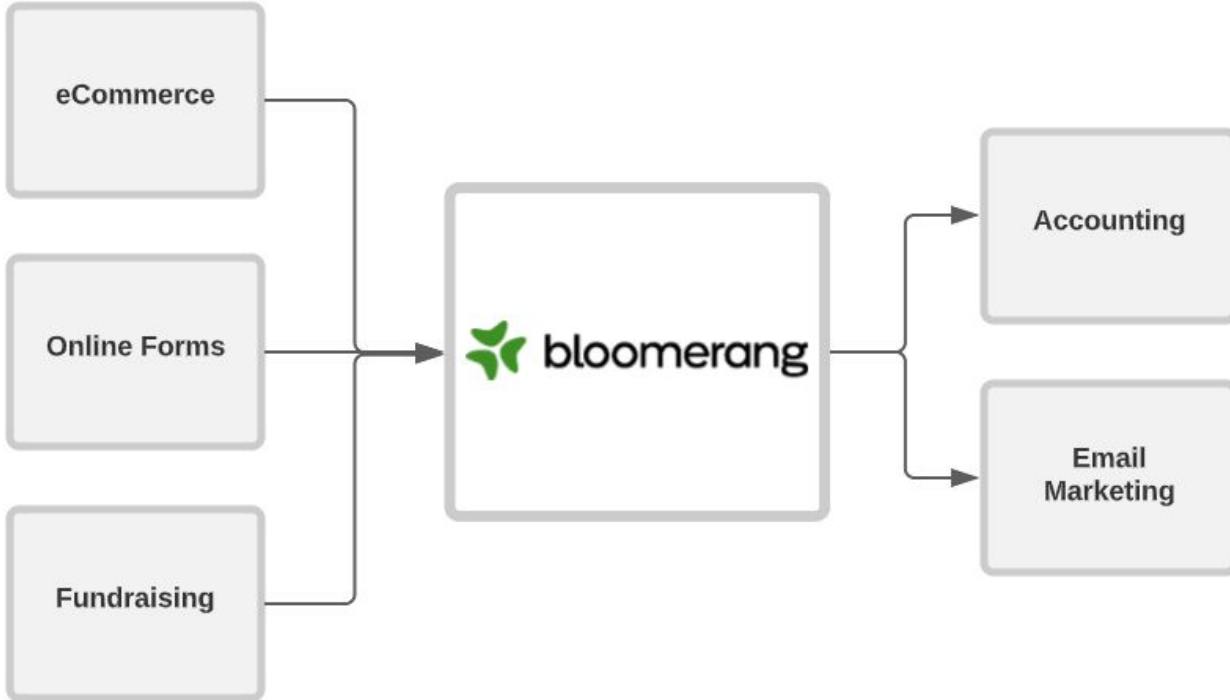 eCommerce
Online Forms
Fundraising
bloomerang
Accounting
Email
Marketing